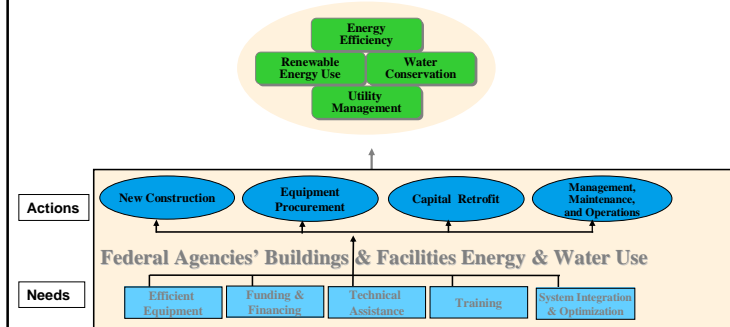 Energy
Efficiency
Renewable
Energy Use
Water
Conservation
Utility
Management
Actions
New Construction
Equipment
Procurement
Capital Retrofit
Management,
Maintenance,
and Operations
Federal Agencies' Buildings & Facilities Energy & Water Use
Needs
Efficient
Equipment
Funding &
Financing
Technical
Assistance
Training
System Integration
& Optimization